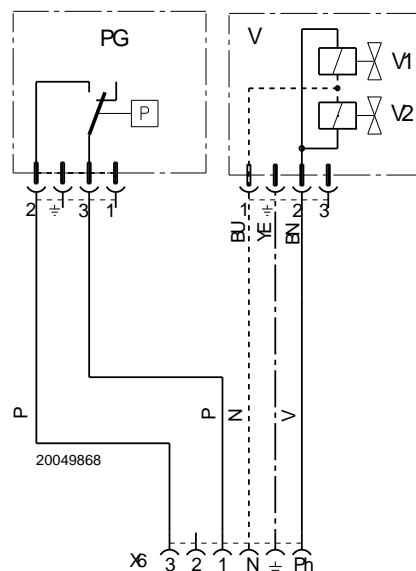 PG
V
V1
V2
P
2 3 1
1 2 3
BU YE BN
P P N V
20049868
X6 3 2 1 N Ph